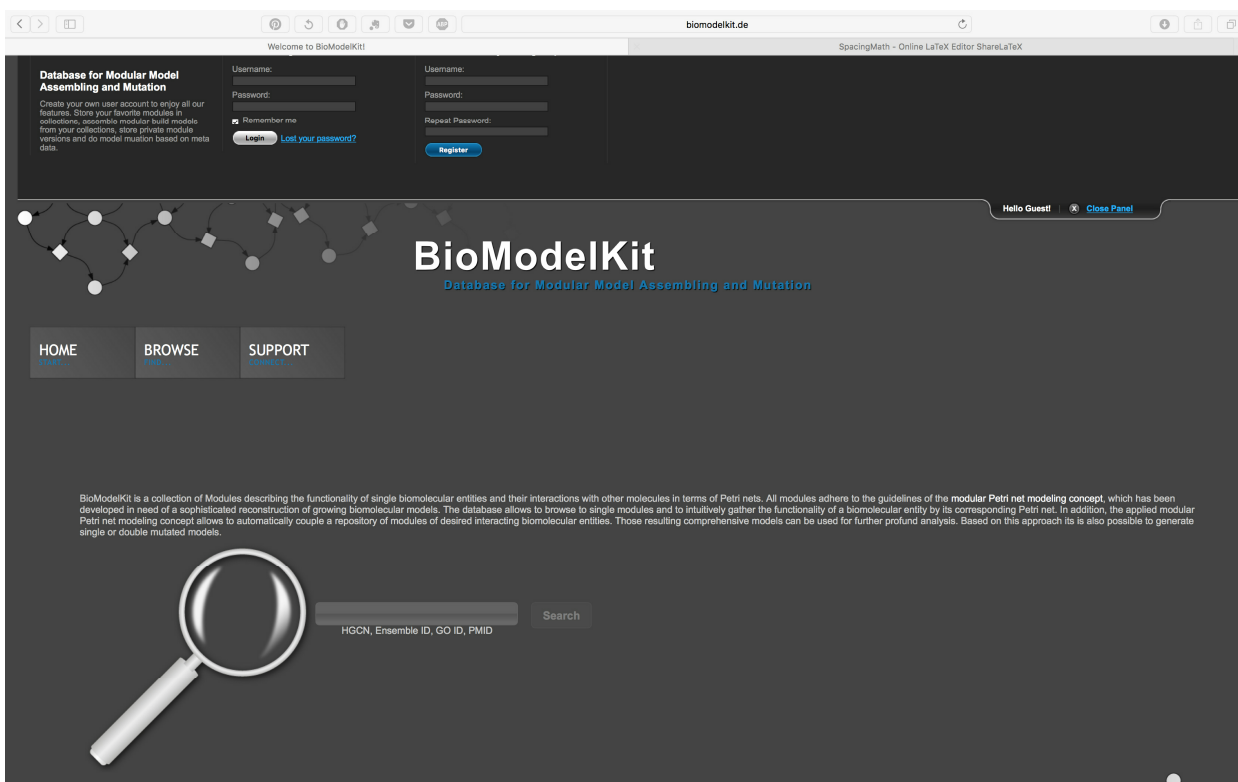 biomodelkit.de
ABP
Welcome to BioModelKit!
SpacingMath - Online LaTeX Editor ShareLaTeX
Database for Modular Model
Assembling and Mutation
Create your own user account to enjoy all our
features. Store your favorite modules in
collections, assemble modular build models
from your collections, store private module
versions and do model muation based on meta
data.
Username:
Password:
Remember me
Login Lost your password?
Username:
Password:
Repeat Password:
Register
Hello Guest! X Close Panel
BioModelKit
Database for Modular Model Assembling and Mutation
HOME
BROWSE
SUPPORT
BioModelKit is a collection of Modules describing the functionality of single biomolecular entities and their interactions with other molecules in terms of Petri nets. All modules adhere to the guidelines of the modular Petri net modeling concept, which has been
developed in need of a sophisticated reconstruction of growing biomolecular models. The database allows to browse to single modules and to intuitively gather the functionality of a biomolecular entity by its corresponding Petri net. In addition, the applied modular
Petri net modeling concept allows to automatically couple a repository of modules of desired interacting biomolecular entities. Those resulting comprehensive models can be used for further profund analysis. Based on this approach its is also possible to generate
single or double mutated models.
Search
HGCN, Ensemble ID, GO ID, PMID